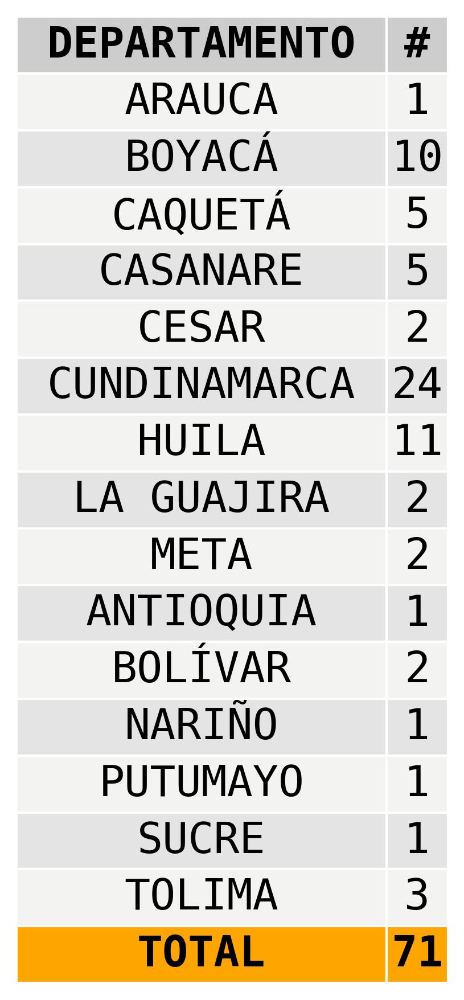 DEPARTAMENTO #
ARAUCA 1
BOYACÁ 10
CAQUETÁ 5
CASANARE 5
CESAR 2
CUNDINAMARCA 24
HUILA 11
LA GUAJIRA 2
META 2
ANTIOQUIA 1
BOLÍVAR 2
NARIÑO 1
PUTUMAYO 1
SUCRE 1
TOLIMA 3
TOTAL 71